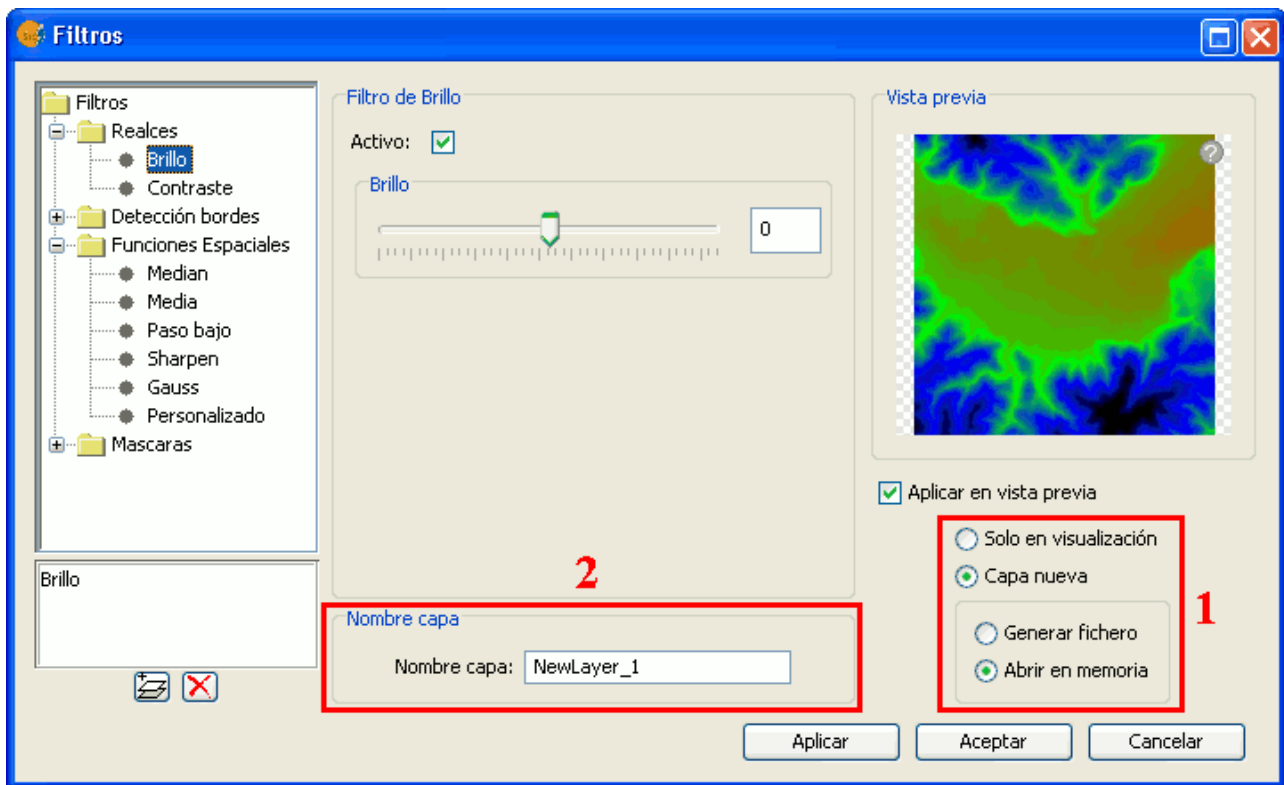 Filtros
Filtros
Realces
Brillo
Contraste
Detección bordes
Funciones Espaciales
Median
Media
Paso bajo
Sharpen
Gauss
Personalizado
Mascaras
Brillo
Filtro de Brillo
Activo:
Brillo
0
2
Nombre capa
Nombre capa: NewLayer_1
Vista previa
?
Aplicar en vista previa
Solo en visualización
Capa nueva
1
Generar fichero
Abrir en memoria
Aplicar Aceptar Cancelar